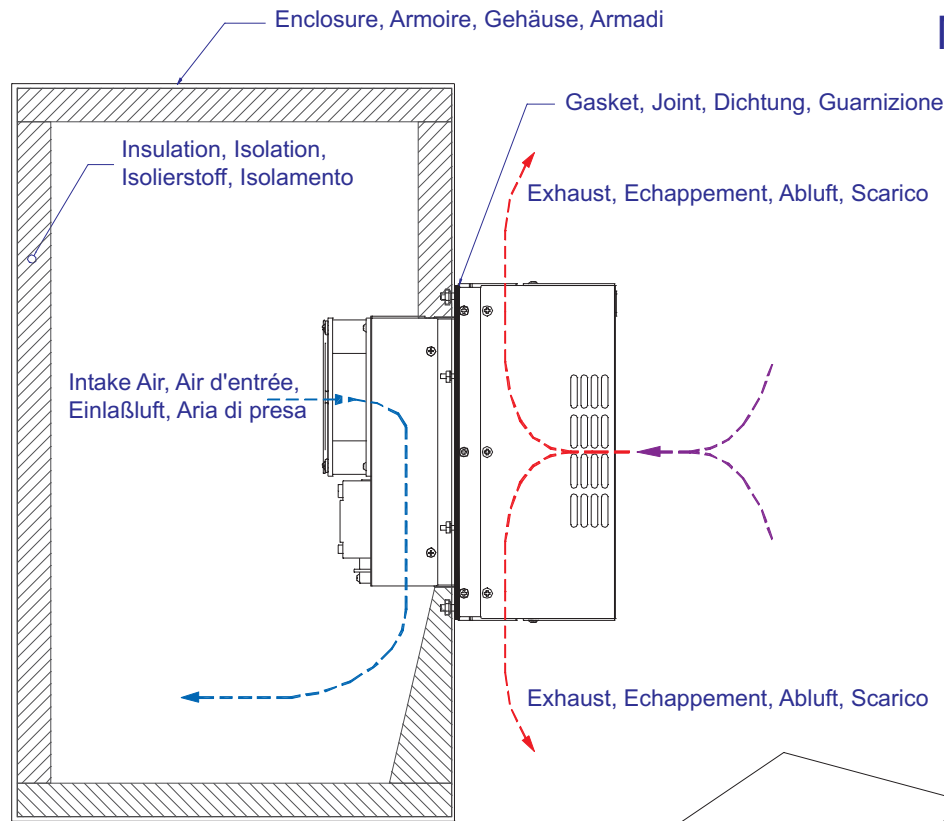 Enclosure, Armoire, Gehäuse, Armadi
Gasket, Joint, Dichtung, Guarnizione
Insulation, Isolation,
Isolierstoff, Isolamento
Exhaust, Echappement, Abluft, Scarico
Intake Air, Air d'entrée,
Einlaßluft, Aria di presa
Exhaust, Echappement, Abluft, Scarico